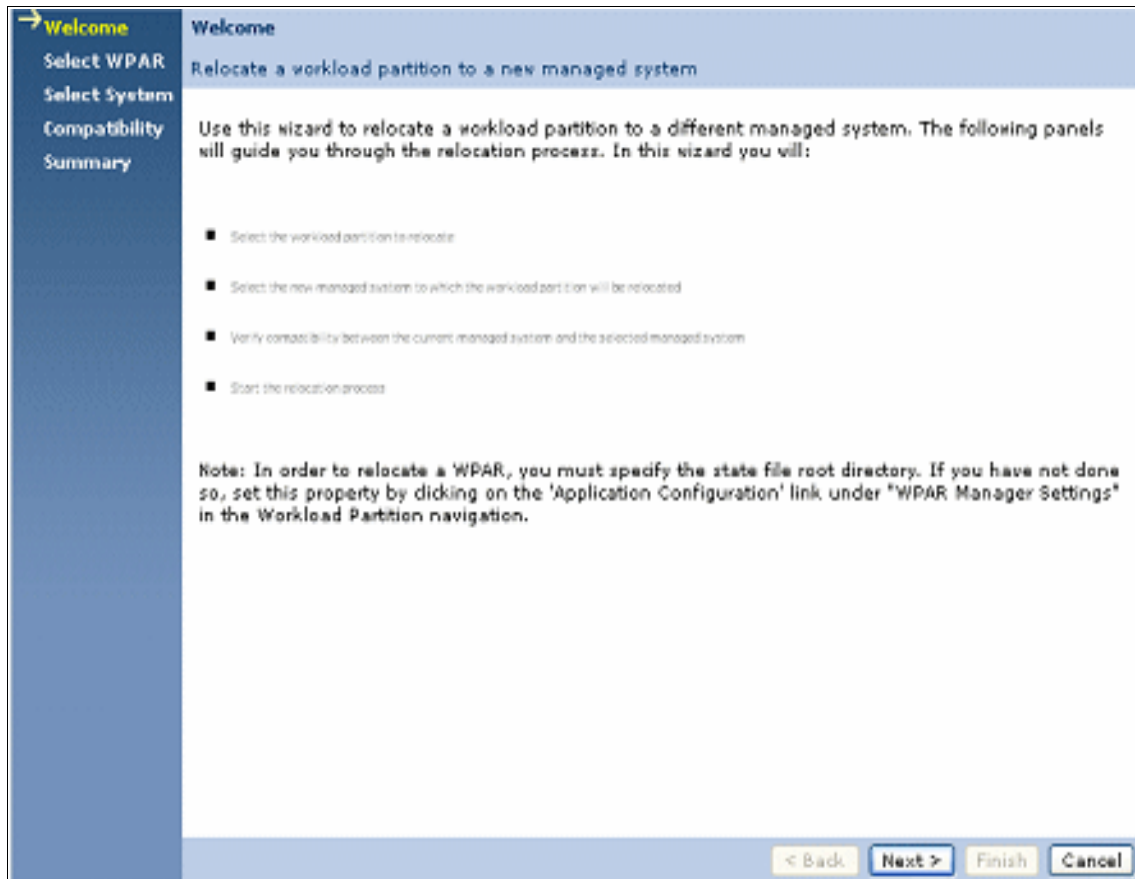 Welcome
Select WPAR
Select System
Compatibility
Summary
Welcome
Relocate a workload partition to a new managed system
Use this wizard to relocate a workload partition to a different managed system. The following panels
will guide you through the relocation process. In this wizard you will:
Select the workload partition to relocate
Select the new managed system to which the workload partition will be relocated
Verify compatibility between the current managed system and the selected managed system
Start the relocation process
Note: In order to relocate a WPAR, you must specify the state file root directory. If you have not done
so, set this property by clicking on the 'Application Configuration' link under "WPAR Manager Settings"
in the Workload Partition navigation.
< Back
Next >
Finish
Cancel